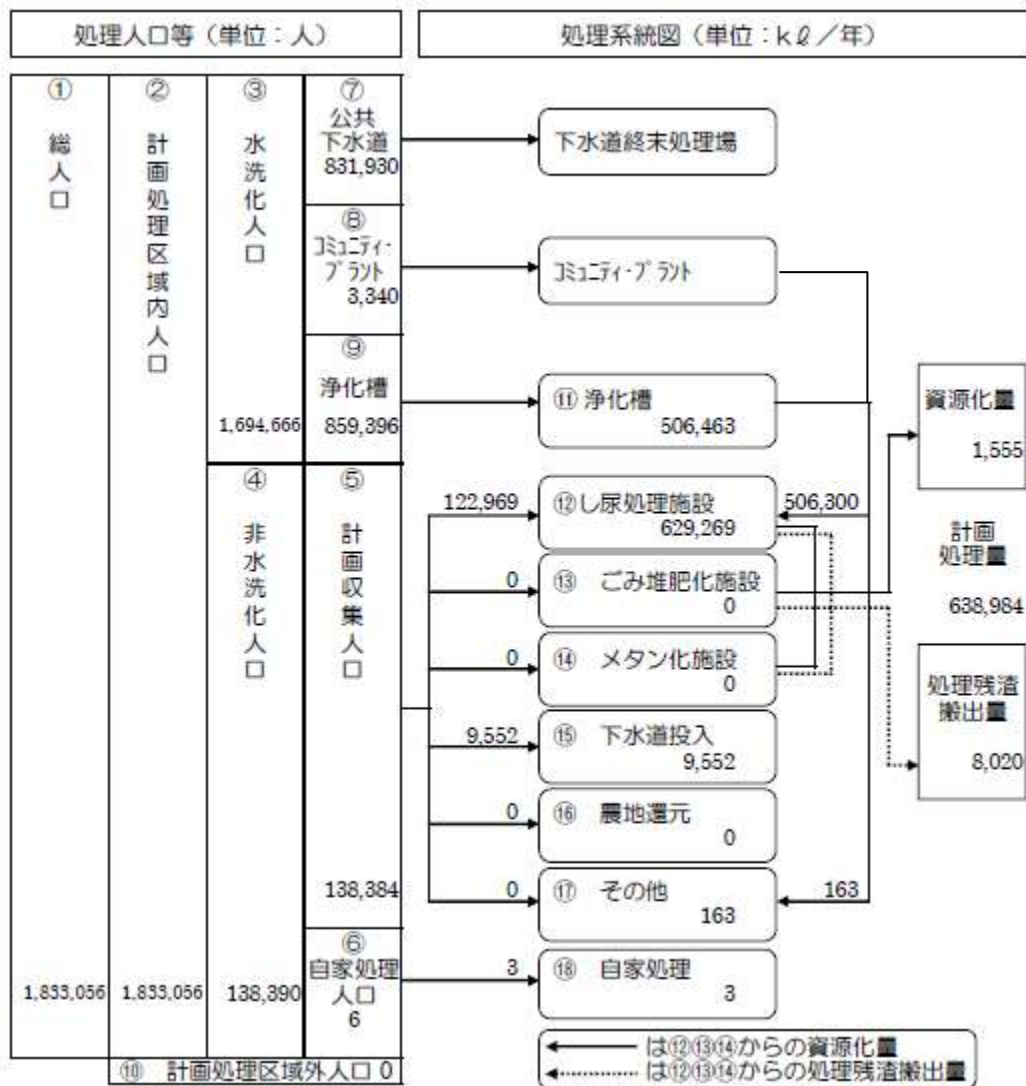 処理人口等（単位：人）
処理系統図（単位：kℓ／年）
①
総人口
1,833,056
②
計画処理区域内人口
1,833,056
③
水洗化人口
1,694,666
④
非水洗化人口
138,390
⑦
公共
下水道
831,930
⑧
ｺﾐｭﾆﾃｨ・
ﾌﾟﾗﾝﾄ
3,340
⑨
浄化槽
859,396
⑤
計画収集人口
138,384
⑥
自家処理
人口
6
⑩ 計画処理区域外人口 0
下水道終末処理場
ｺﾐｭﾆﾃｨ・ﾌﾟﾗﾝﾄ
⑪ 浄化槽
506,463
122,969
⑫し尿処理施設
629,269
506,300
0
⑬ ごみ堆肥化施設
0
0
⑭ メタン化施設
0
9,552
⑮ 下水道投入
9,552
0
⑯ 農地還元
0
0
⑰ その他
163
163
3
⑱ 自家処理
3
資源化量
1,555
計画
処理量
638,984
処理残渣
搬出量
8,020
は⑫⑬⑭からの資源化量
は⑫⑬⑭からの処理残渣搬出量